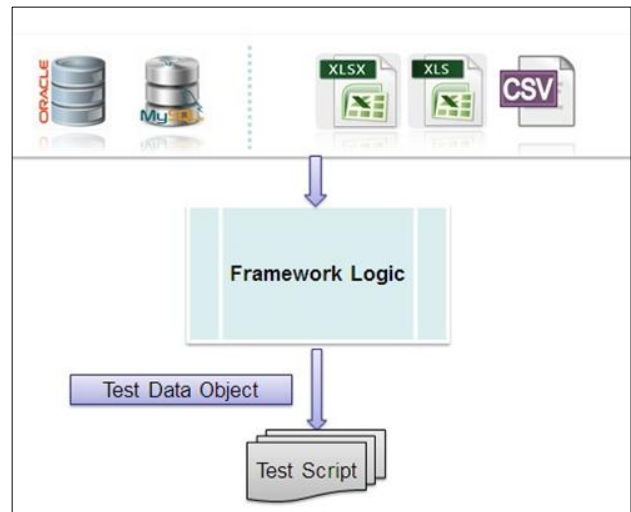 ORACLE
MySQL
XLSX
XLS
CSV
Framework Logic
Test Data Object
Test Script